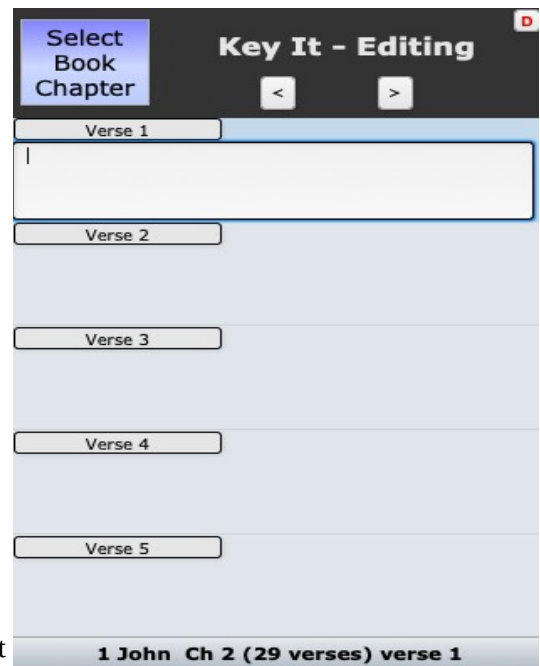 D
Select
Book
Chapter
Key It - Editing
< >
Verse 1
Verse 2
Verse 3
Verse 4
Verse 5
t
1 John Ch 2 (29 verses) verse 1